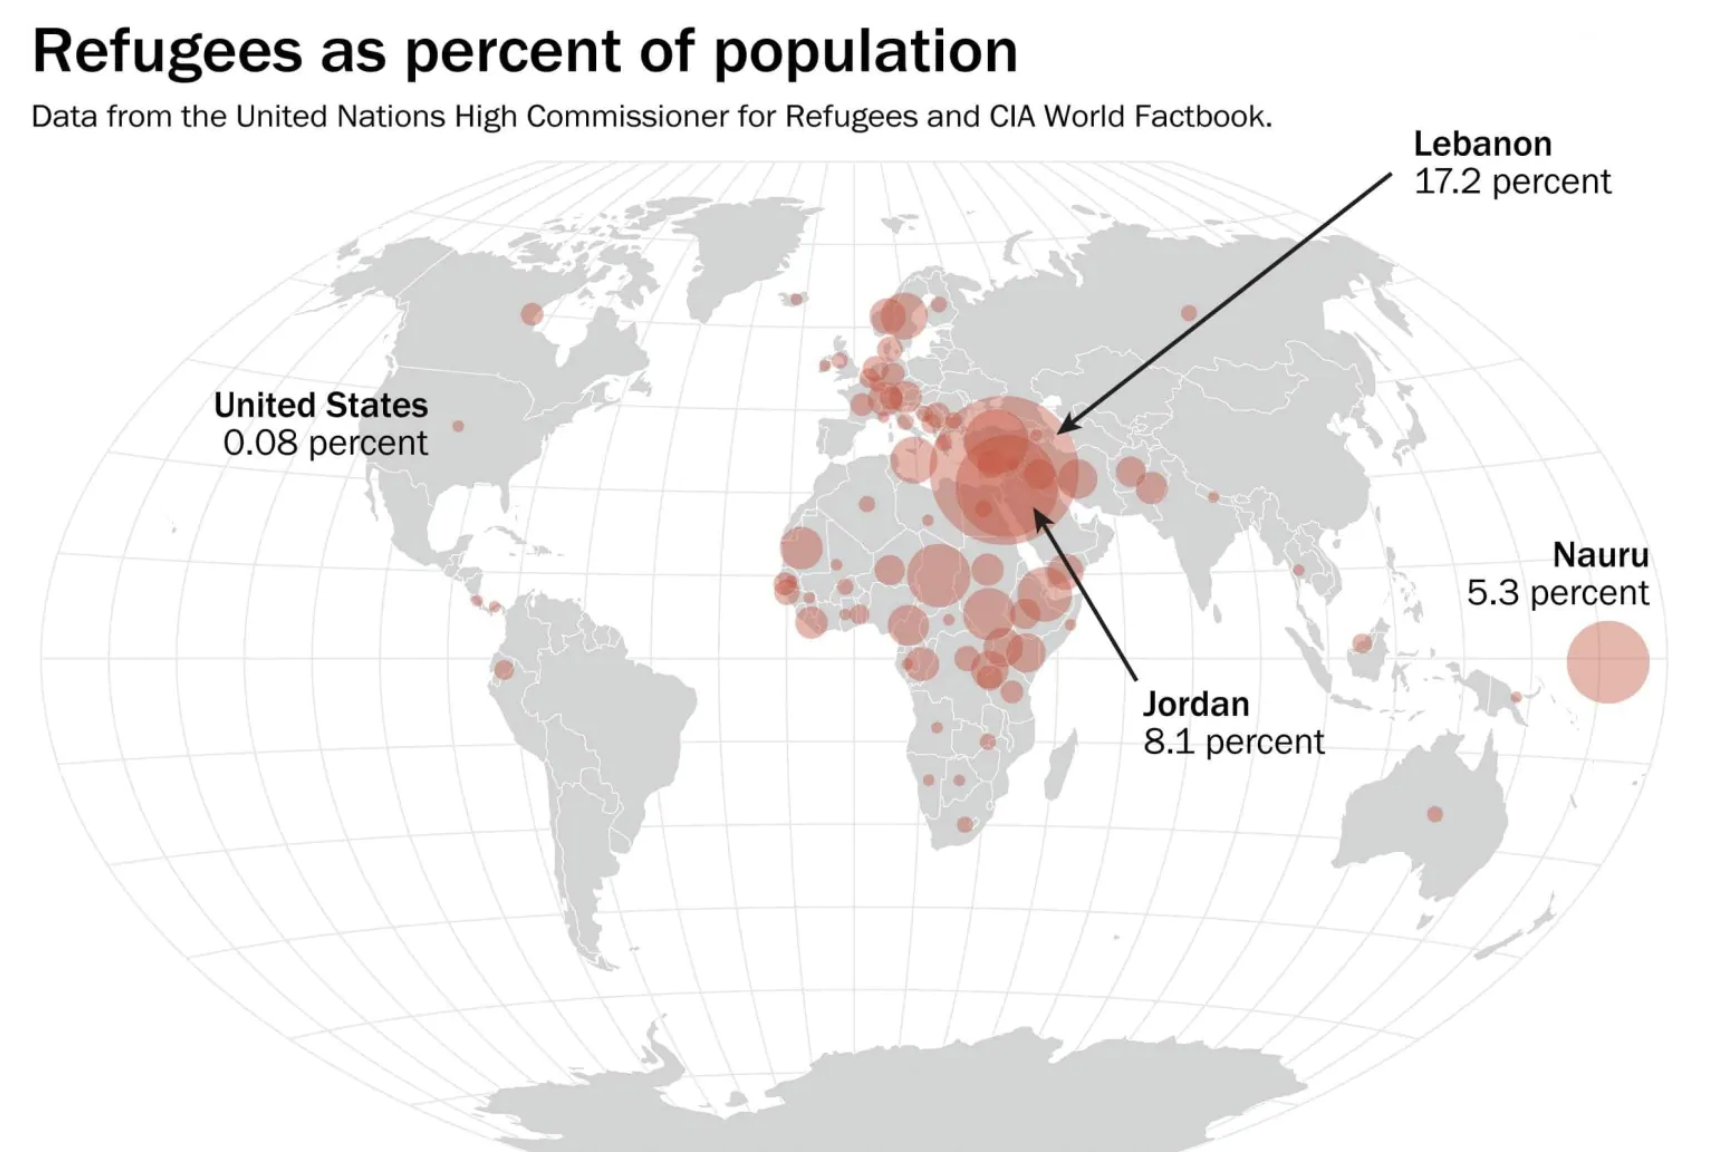 Refugees as percent of population
Data from the United Nations High Commissioner for Refugees and CIA World Factbook.
Lebanon
17.2 percent
United States
0.08 percent
Nauru
5.3 percent
Jordan
8.1 percent